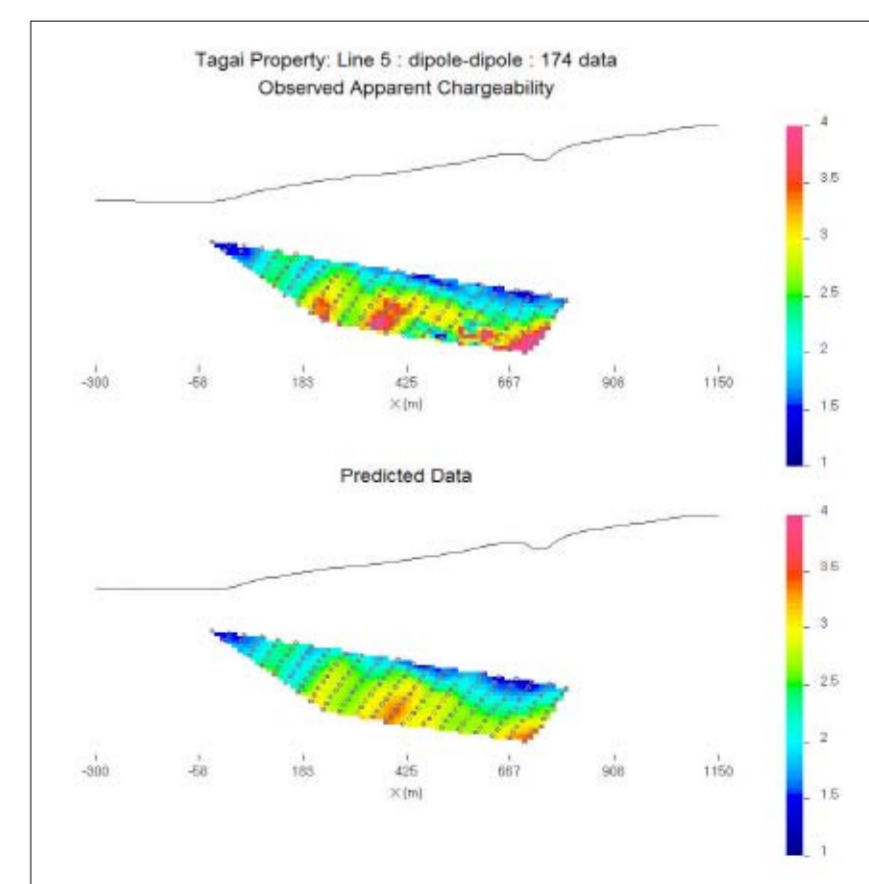 Tagai Property: Line 5 : dipole-dipole : 174 data
Observed Apparent Chargeability
4
3.5
3
2.5
2
1.5
1
-300 -58 183 425 667 908 1150
X (m)
Predicted Data
4
3.5
3
2.5
2
1.5
1
-300 -58 183 425 667 908 1150
X (m)